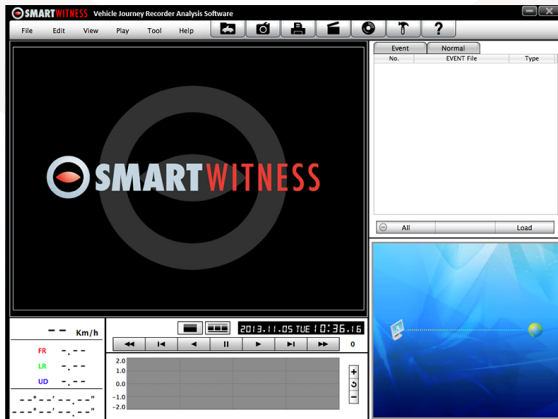 SMARTWITNESS Vehicle Journey Recorder Analysis Software
File Edit View Play Tool Help
?
Event Normal
No. EVENT File Type
SMARTWITNESS
All Load
-- Km/h
2013.11.05 TUE 10:36.16
FR -.--
LR -.--
UD -.--
0
2.0
1.0
0.0
-1.0
-2.0
--°--'--.--"
---°--'--.--"